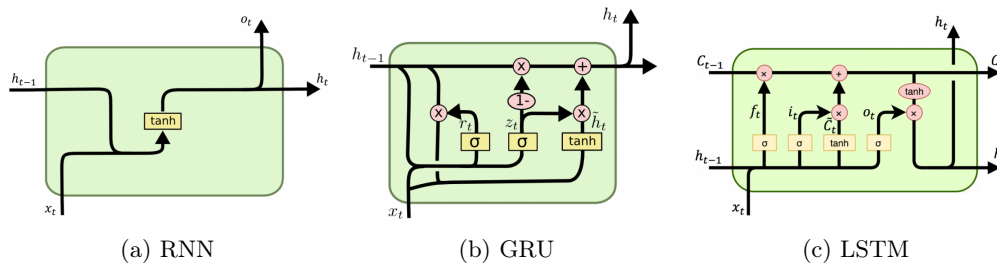 o_t
h_{t-1}
h_t
tanh
x_t
(a) RNN
h_t
h_{t-1}
x
+
1-
x
r_t
z_t
x
h̃_t
σ
σ
tanh
x_t
(b) GRU
h_t
C_{t-1}
×
+
C
tanh
f_t
i_t
×
o_t
×
C̃_t
σ
σ
tanh
σ
h_{t-1}
h
x_t
(c) LSTM